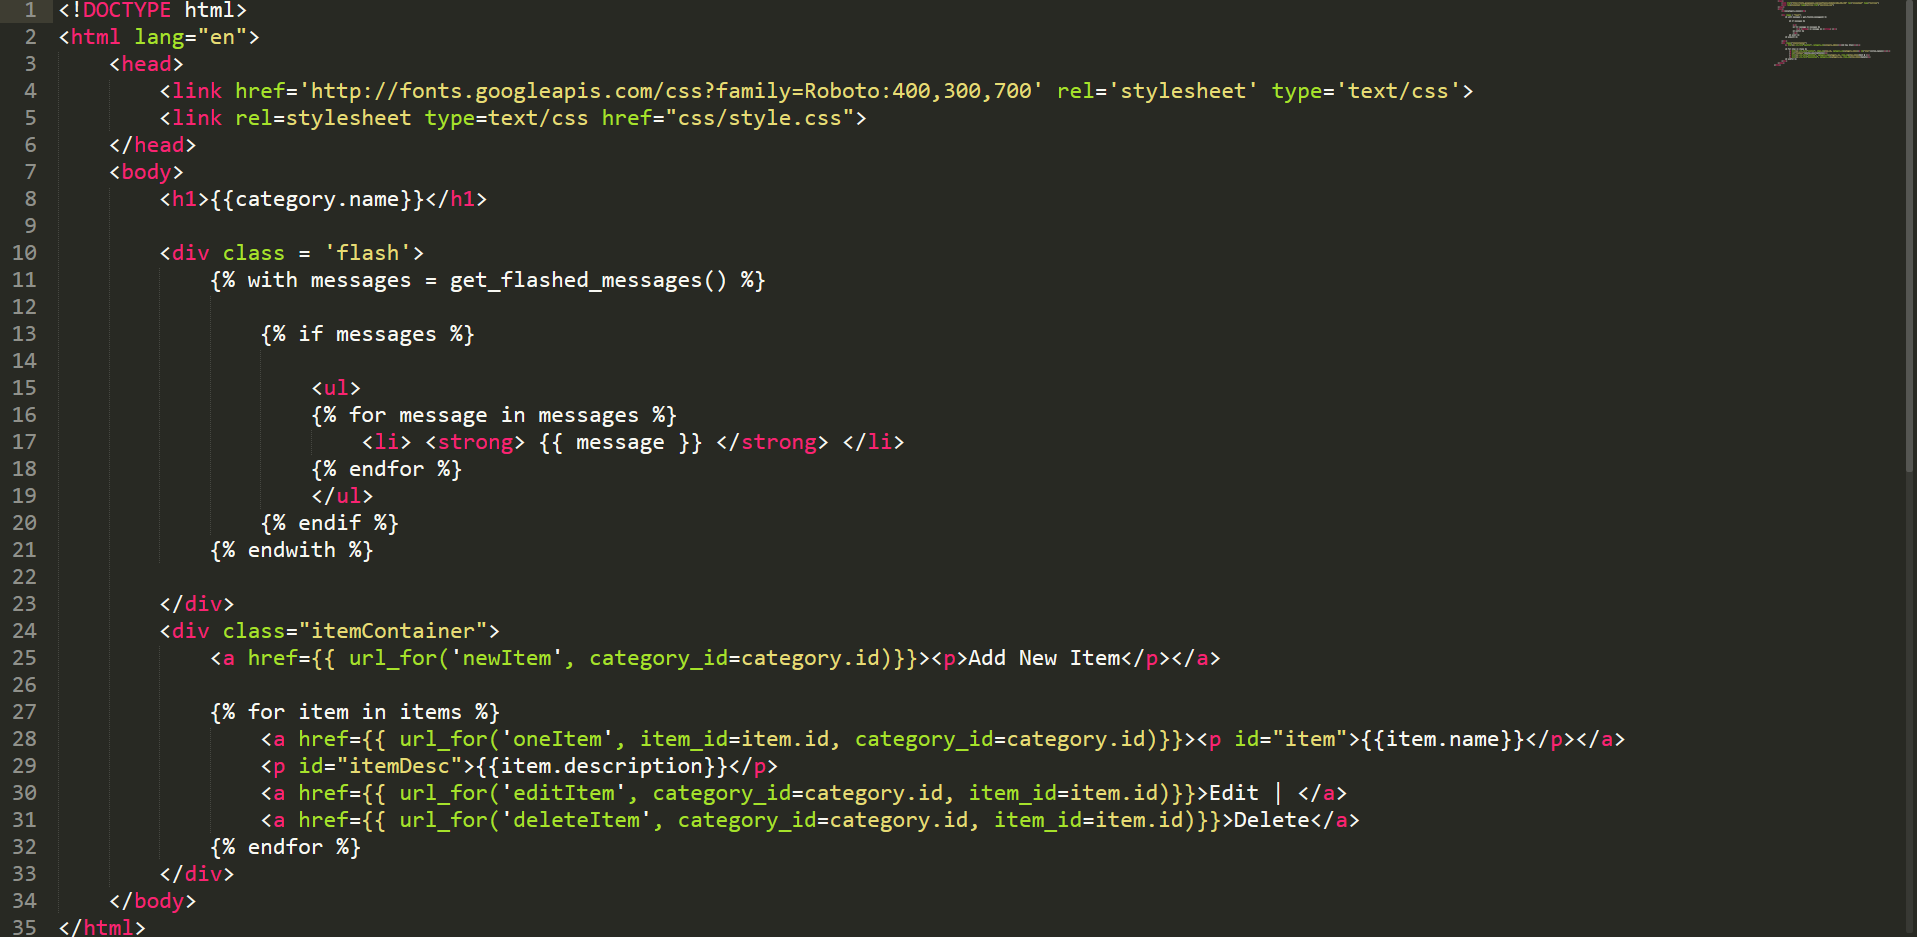 1 <!DOCTYPE html>
2 <html lang="en">
3     <head>
4         <link href='http://fonts.googleapis.com/css?family=Roboto:400,300,700' rel='stylesheet' type='text/css'>
5         <link rel=stylesheet type=text/css href="css/style.css">
6     </head>
7     <body>
8         <h1>{{category.name}}</h1>
9
10         <div class = 'flash'>
11             {% with messages = get_flashed_messages() %}
12
13                 {% if messages %}
14
15                     <ul>
16                     {% for message in messages %}
17                         <li> <strong> {{ message }} </strong> </li>
18                     {% endfor %}
19                     </ul>
20                 {% endif %}
21             {% endwith %}
22
23         </div>
24         <div class="itemContainer">
25             <a href={{ url_for('newItem', category_id=category.id)}}><p>Add New Item</p></a>
26
27             {% for item in items %}
28                 <a href={{ url_for('oneItem', item_id=item.id, category_id=category.id)}}><p id="item">{{item.name}}</p></a>
29                 <p id="itemDesc">{{item.description}}</p>
30                 <a href={{ url_for('editItem', category_id=category.id, item_id=item.id)}}>Edit | </a>
31                 <a href={{ url_for('deleteItem', category_id=category.id, item_id=item.id)}}>Delete</a>
32             {% endfor %}
33         </div>
34     </body>
35 </html>